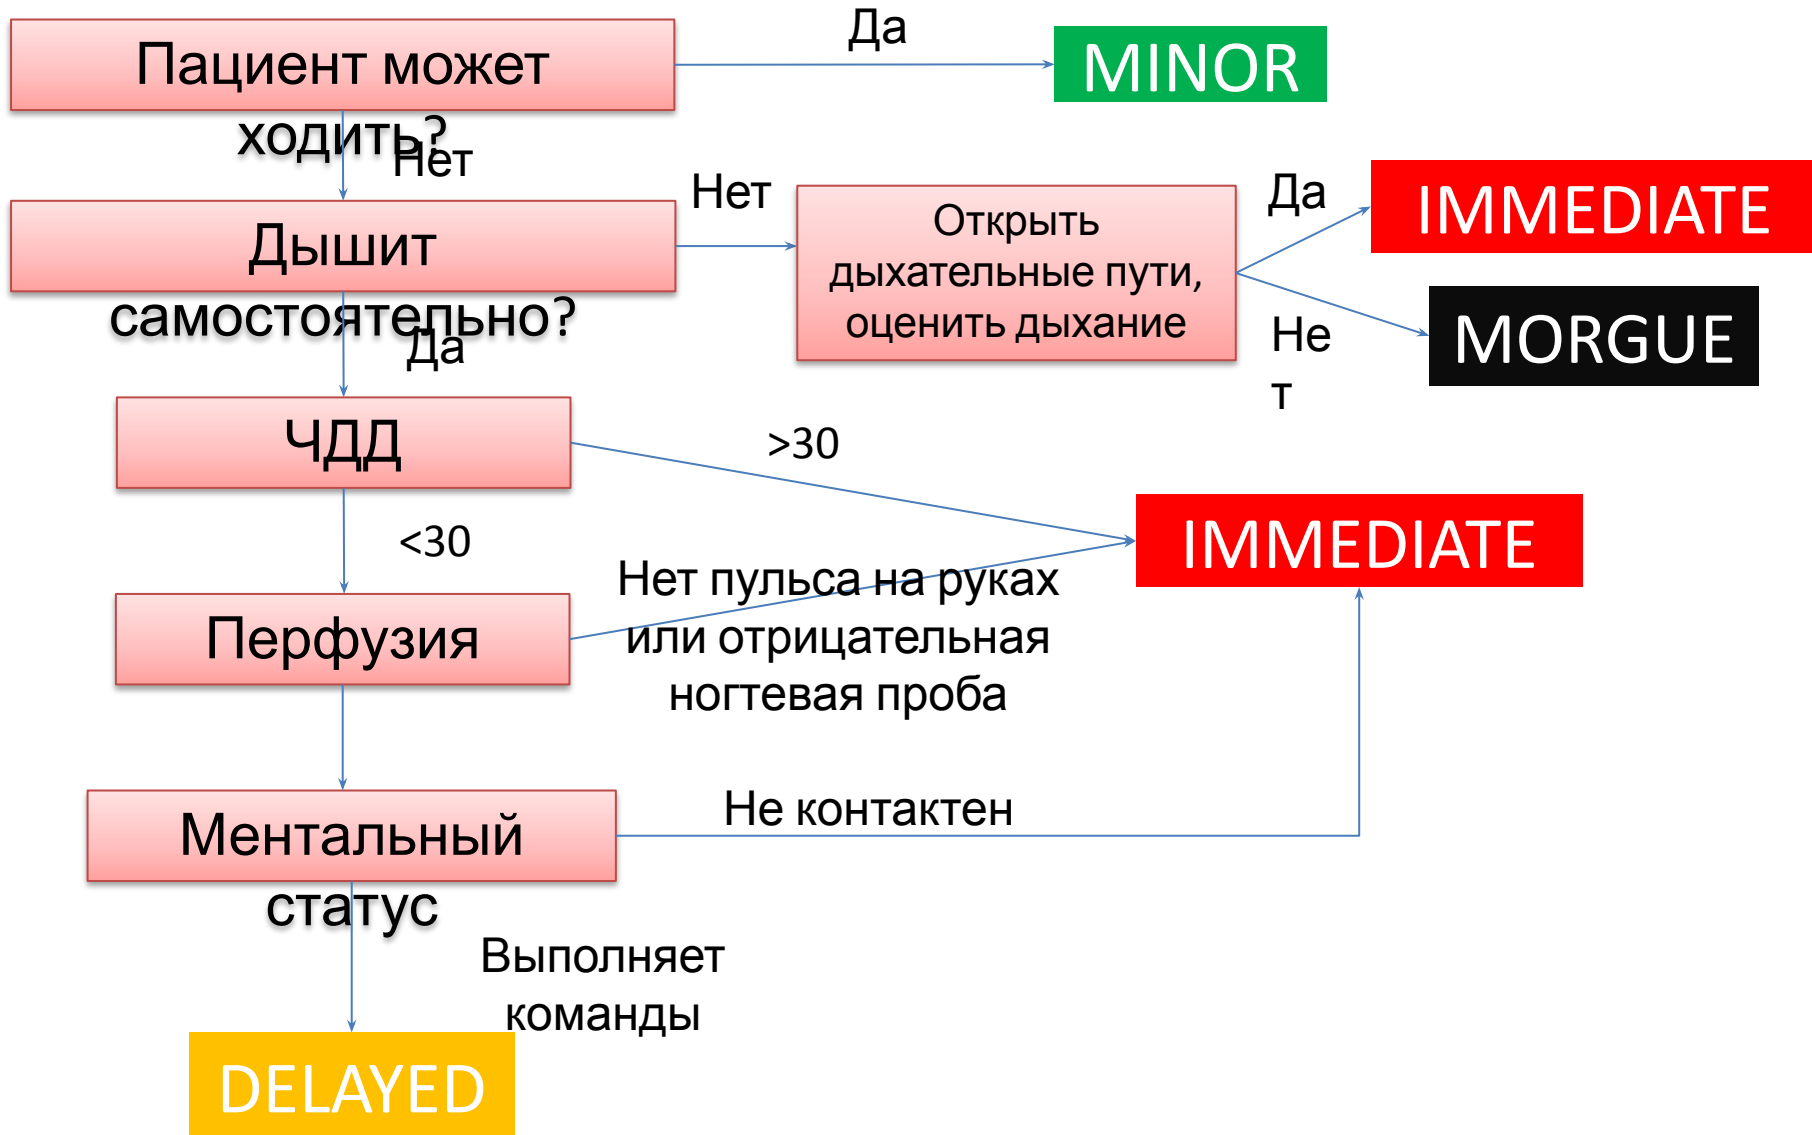 Пациент может
ходить?
Да
MINOR
Нет
Дышит
самостоятельно?
Нет
Открыть
дыхательные пути,
оценить дыхание
Да
IMMEDIATE
Не
т
MORGUE
Да
ЧДД
>30
IMMEDIATE
<30
Перфузия
Нет пульса на руках
или отрицательная
ногтевая проба
Ментальный
статус
Не контактен
Выполняет
команды
DELAYED